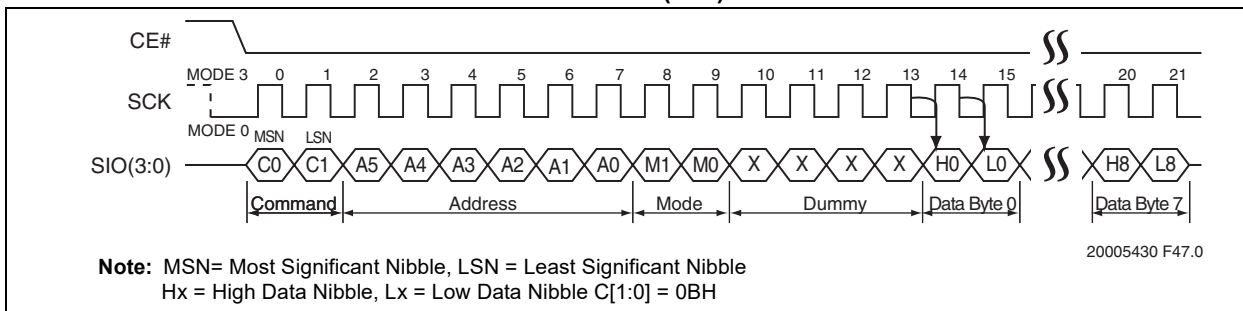 CE#
MODE 3 0 1 2 3 4 5 6 7 8 9 10 11 12 13 14 15 20 21
SCK
MODE 0
MSN LSN
SIO(3:0) C0 C1 A5 A4 A3 A2 A1 A0 M1 M0 X X X X H0 L0 H8 L8
Command Address Mode Dummy Data Byte 0 Data Byte 7
20005430 F47.0
Note: MSN= Most Significant Nibble, LSN = Least Significant Nibble
Hx = High Data Nibble, Lx = Low Data Nibble C[1:0] = 0BH